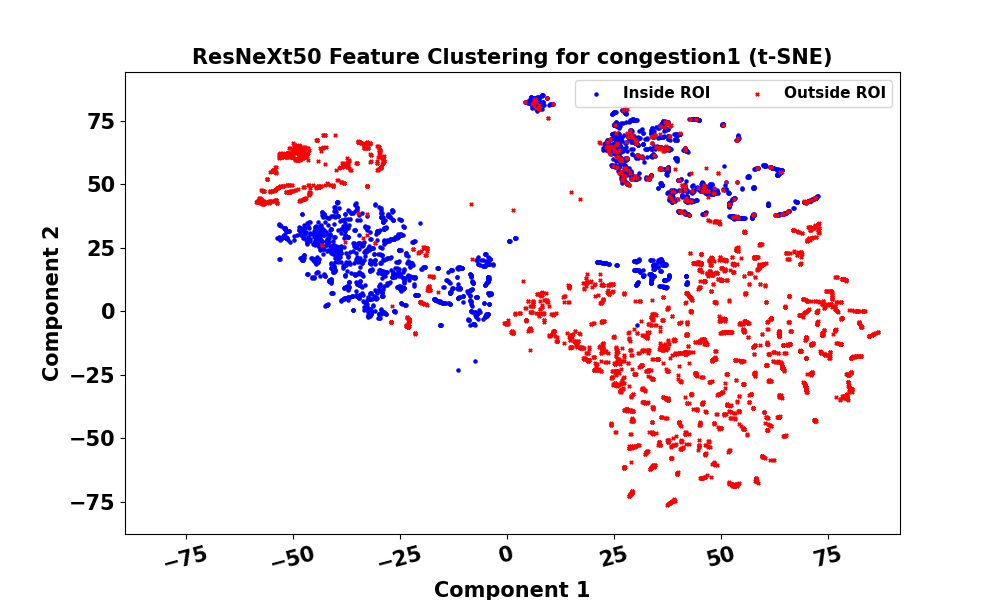 ResNeXt50 Feature Clustering for congestion1 (t-SNE)
Inside ROI Outside ROI
75
50
25
0
−25
−50
−75
Component 2
−75 −50 −25 0 25 50 75
Component 1